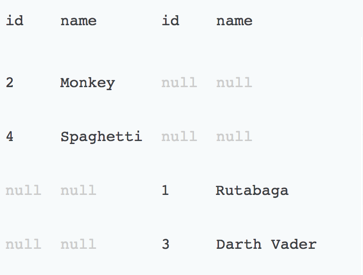 id name id name
2 Monkey null null
4 Spaghetti null null
null null 1 Rutabaga
null null 3 Darth Vader